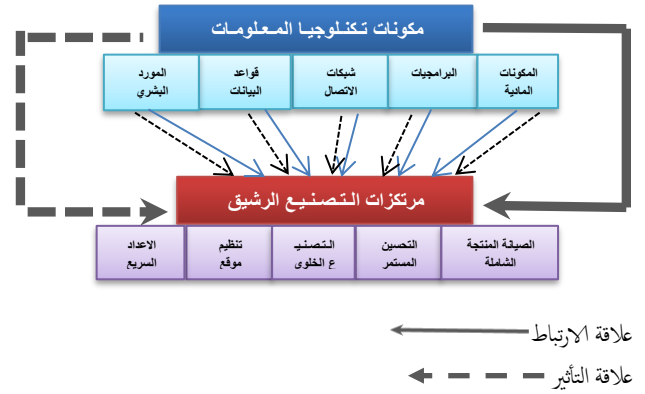 مكونات تكنلوجيا المعلومات
المكونات
المادية
البرامجيات
شبكات
الاتصال
قواعد
البيانات
المورد
البشري
مرتكزات التصنيع الرشيق
الصيانة المنتجة
الشاملة
التحسين
المستمر
التصنيـ
ع الخلوى
تنظيم
موقع
الاعداد
السريع
علاقة الارتباط
علاقة التأثير